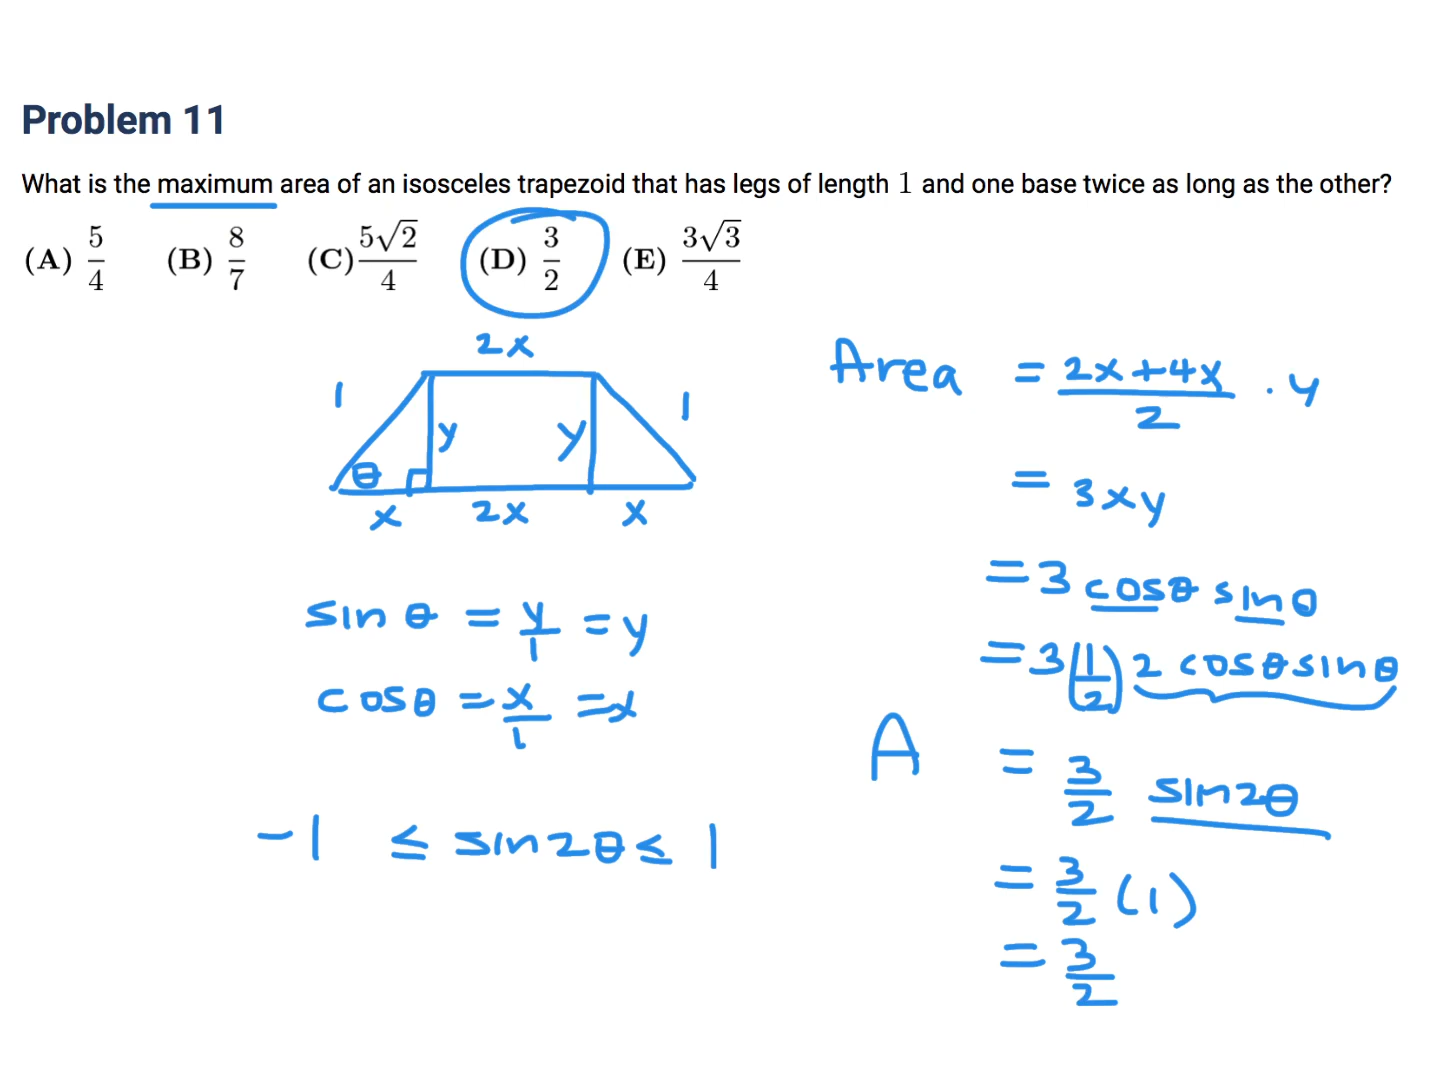 Problem 11
What is the maximum area of an isosceles trapezoid that has legs of length 1 and one base twice as long as the other?
(A) 5/4 (B) 8/7 (C) 5√2/4 (D) 3/2 (E) 3√3/4
2x
1 y y 1
θ
x 2x x
sin θ = y/1 = y
cos θ = x/1 = x
-1 ≤ sin 2θ ≤ 1
Area = (2x+4x)/2 · y
= 3xy
= 3 cosθ sinθ
= 3(1/2) 2 cosθ sinθ
A = 3/2 sin2θ
= 3/2 (1)
= 3/2